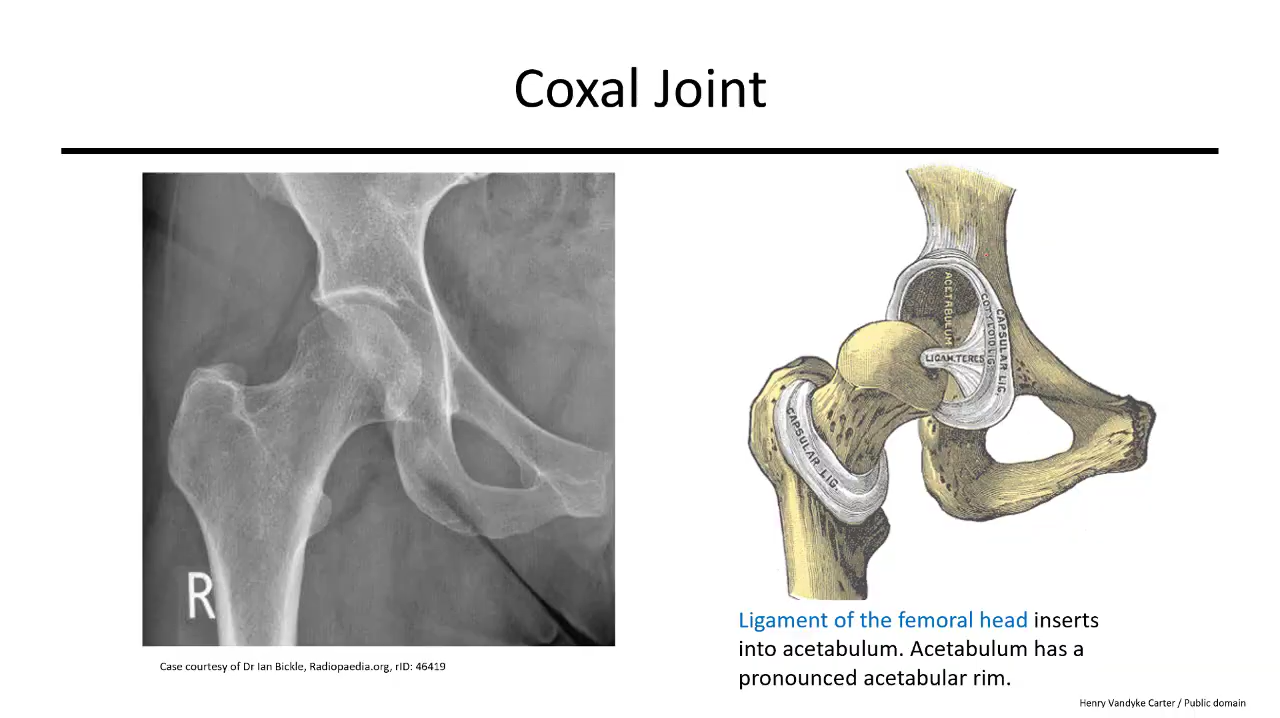 Coxal Joint
R
ACETABULUM
COTYLOID LIG.
CAPSULAR LIG.
LIGAM. TERES
CAPSULAR LIG.
Ligament of the femoral head inserts
into acetabulum. Acetabulum has a
pronounced acetabular rim.
Case courtesy of Dr Ian Bickle, Radiopaedia.org, rID: 46419
Henry Vandyke Carter / Public domain